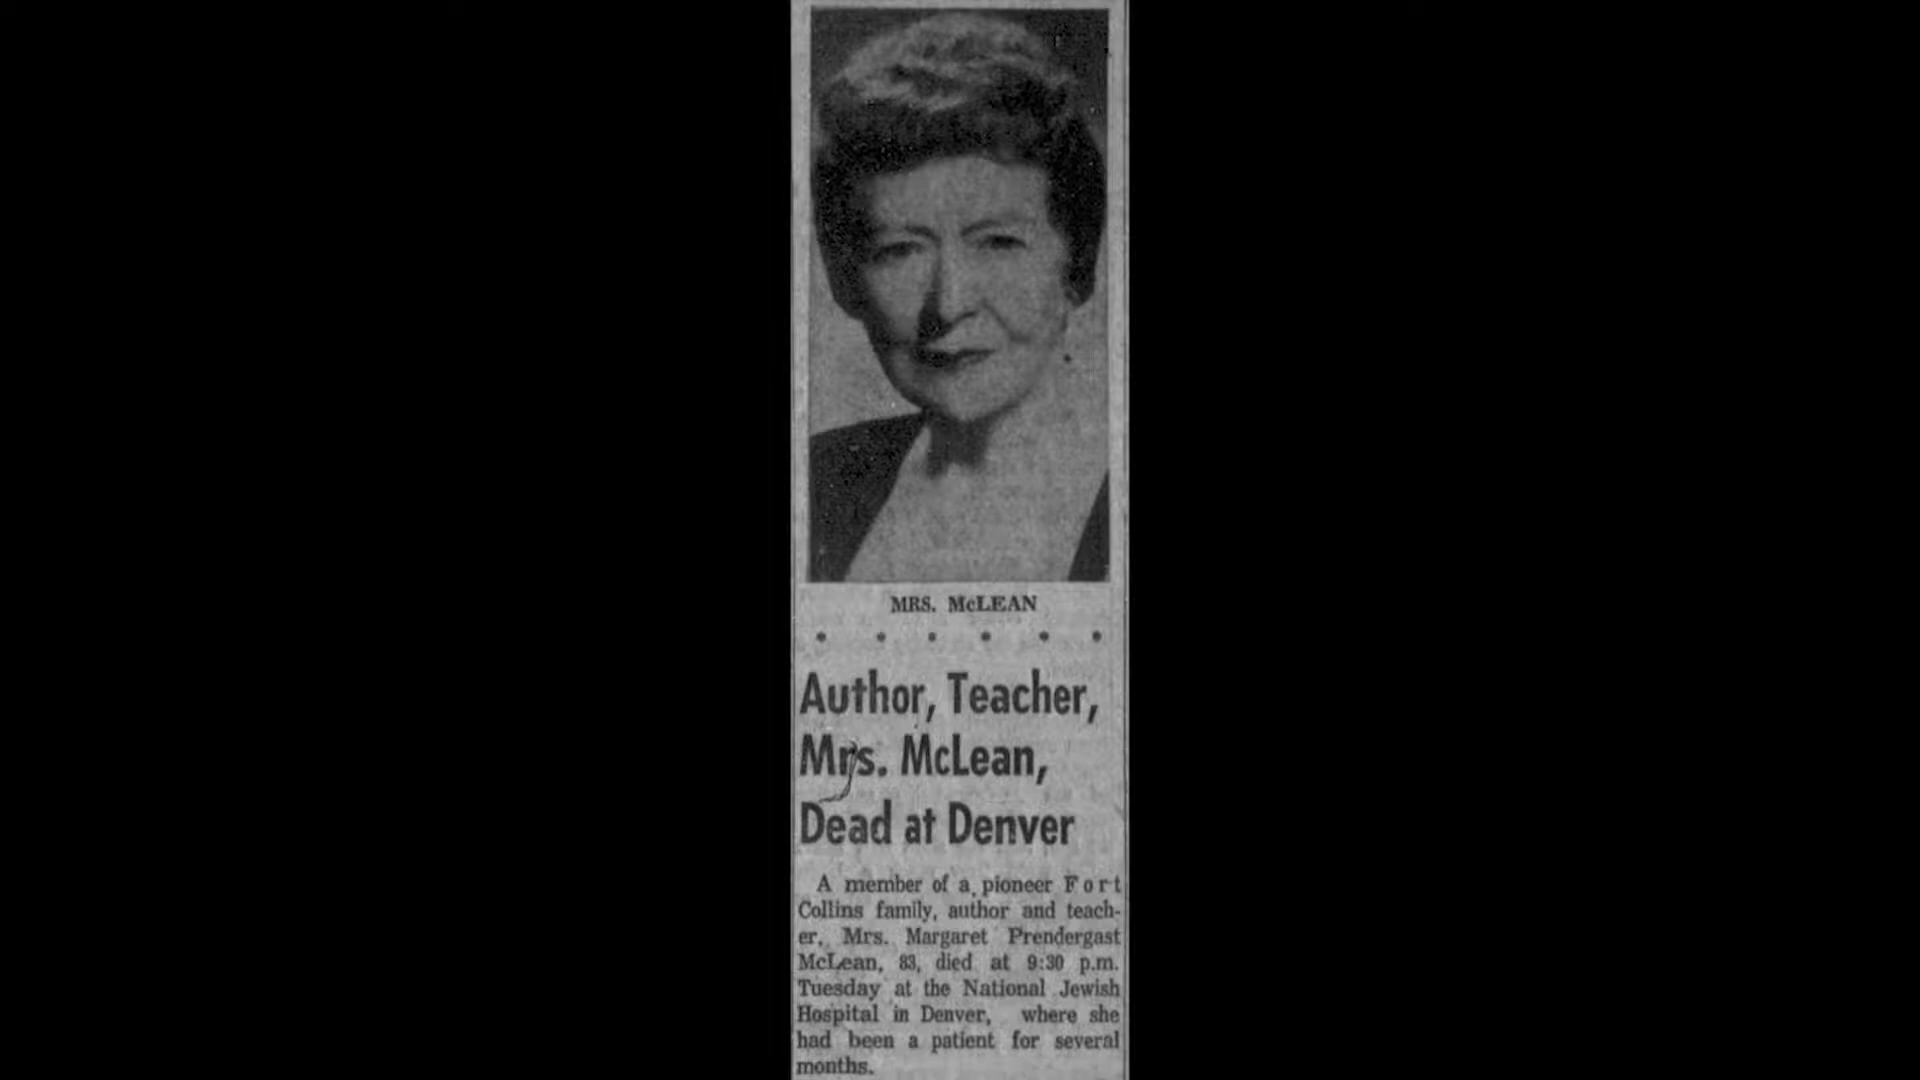 MRS. McLEAN
Author, Teacher,
Mrs. McLean,
Dead at Denver
A member of a pioneer Fort
Collins family, author and teach-
er, Mrs. Margaret Prendergast
McLean, 83, died at 9:30 p.m.
Tuesday at the National Jewish
Hospital in Denver, where she
had been a patient for several
months.